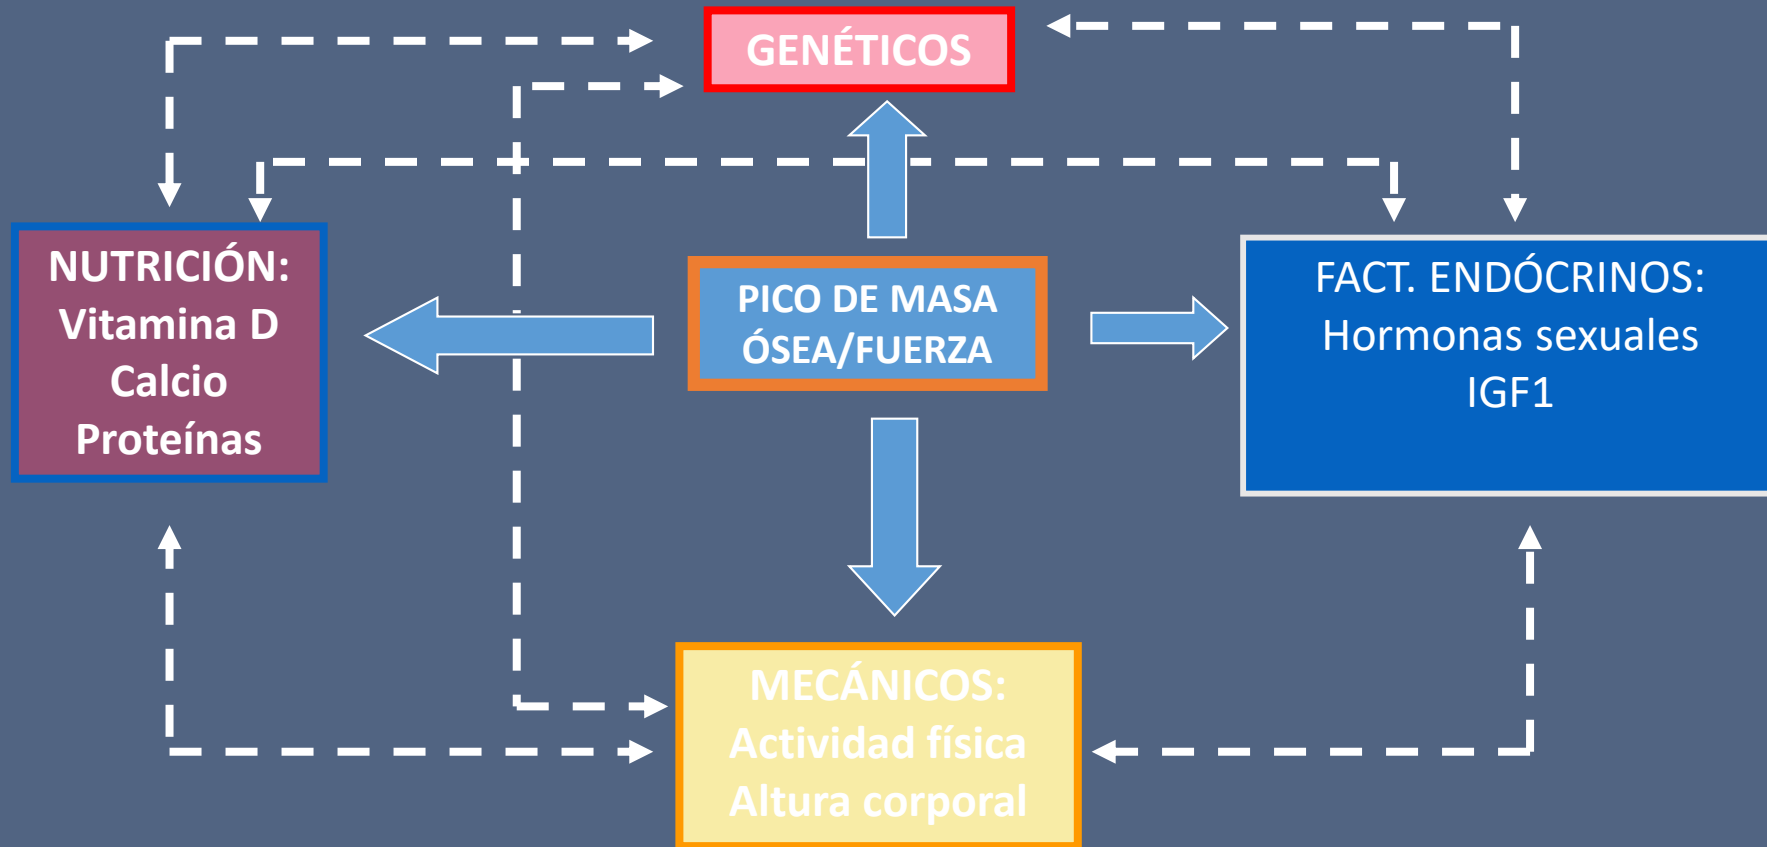 GENÉTICOS
NUTRICIÓN:
Vitamina D
Calcio
Proteínas
PICO DE MASA
ÓSEA/FUERZA
FACT. ENDÓCRINOS:
Hormonas sexuales
IGF1
MECÁNICOS:
Actividad física
Altura corporal